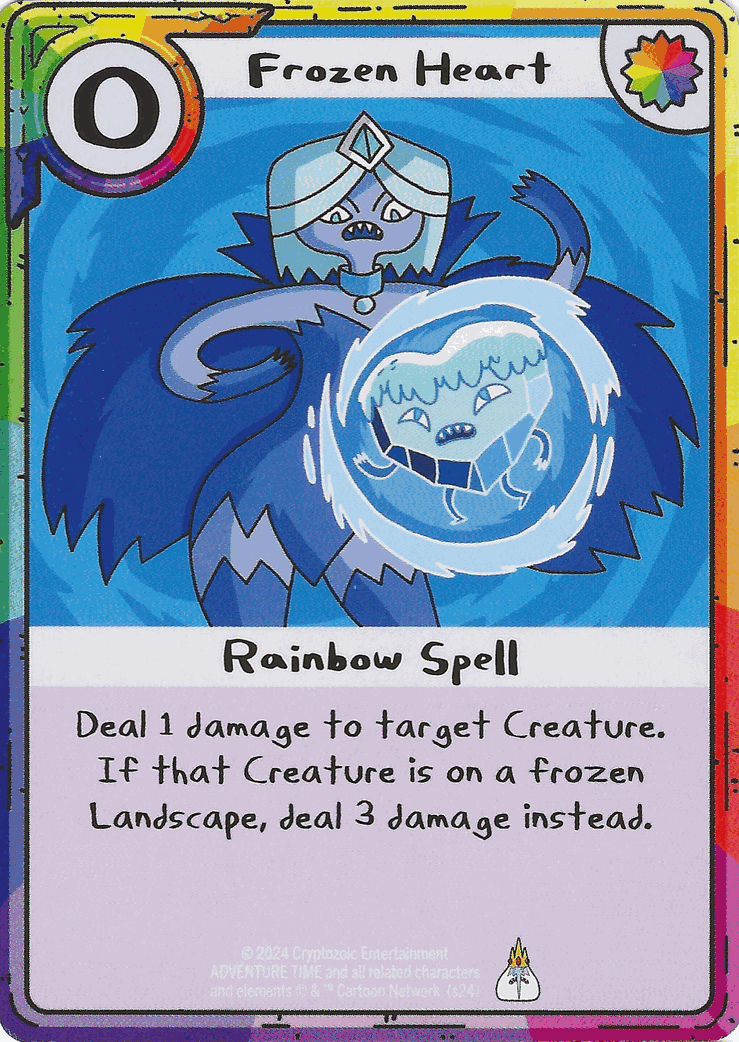 0
Frozen Heart
Rainbow Spell
Deal 1 damage to target Creature.
If that Creature is on a frozen
Landscape, deal 3 damage instead.
© 2024 Cryptozoic Entertainment
ADVENTURE TIME and all related characters
and elements © & ™ Cartoon Network. (s24)